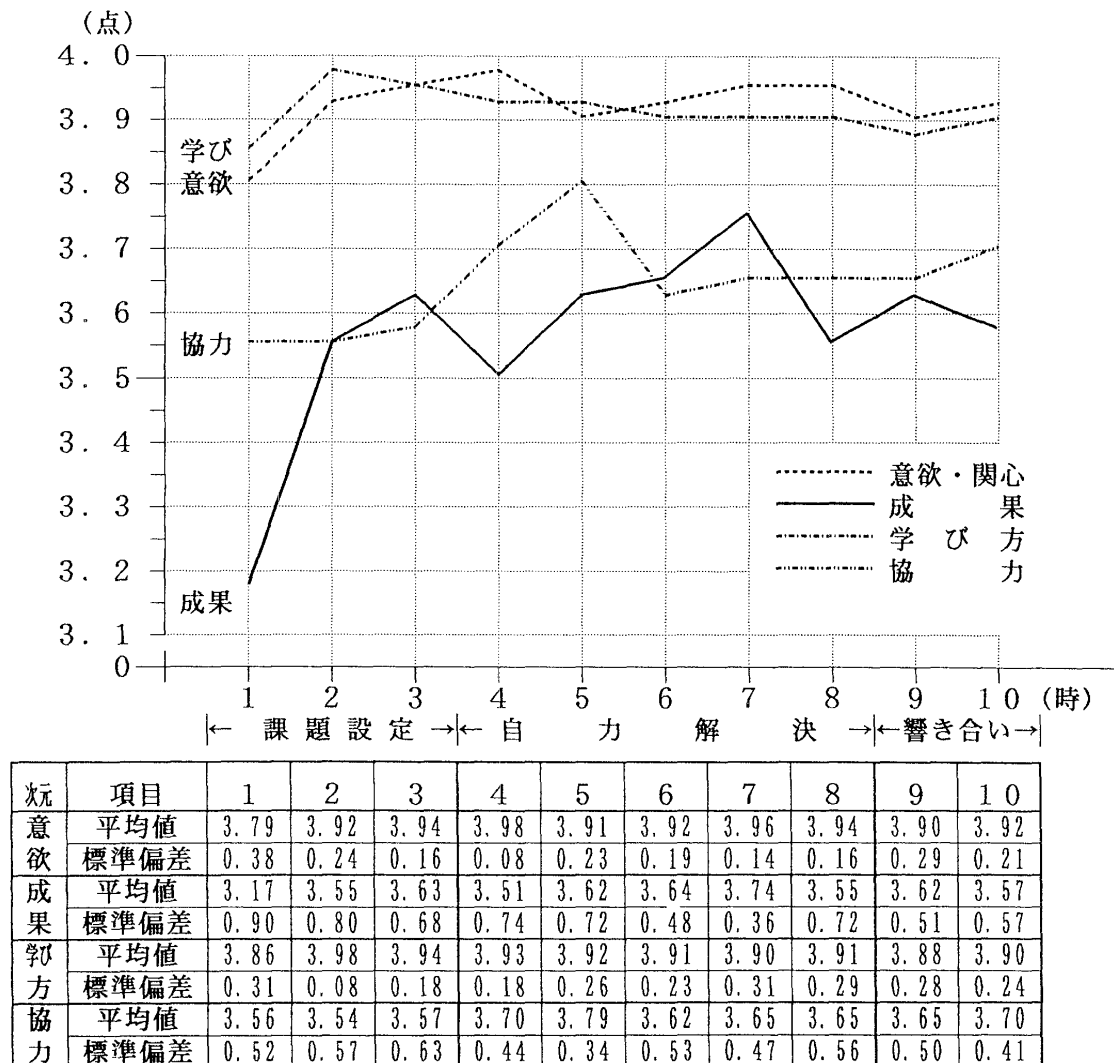 (点)
4. 0
3. 9
3. 8
3. 7
3. 6
3. 5
3. 4
3. 3
3. 2
3. 1
0
学び
意欲
協力
成果
意欲・関心
成 果
学 び 方
協 力
1 2 3 4 5 6 7 8 9 10 (時)
|← 課 題 設 定 →|← 自 力 解 決 →|←響き合い→|
次元 項目 1 2 3 4 5 6 7 8 9 10
意 平均値 3.79 3.92 3.94 3.98 3.91 3.92 3.96 3.94 3.90 3.92
欲 標準偏差 0.38 0.24 0.16 0.08 0.23 0.19 0.14 0.16 0.29 0.21
成 平均値 3.17 3.55 3.63 3.51 3.62 3.64 3.74 3.55 3.62 3.57
果 標準偏差 0.90 0.80 0.68 0.74 0.72 0.48 0.36 0.72 0.51 0.57
学び 平均値 3.86 3.98 3.94 3.93 3.92 3.91 3.90 3.91 3.88 3.90
方 標準偏差 0.31 0.08 0.18 0.18 0.26 0.23 0.31 0.29 0.28 0.24
協 平均値 3.56 3.54 3.57 3.70 3.79 3.62 3.65 3.65 3.65 3.70
力 標準偏差 0.52 0.57 0.63 0.44 0.34 0.53 0.47 0.56 0.50 0.41